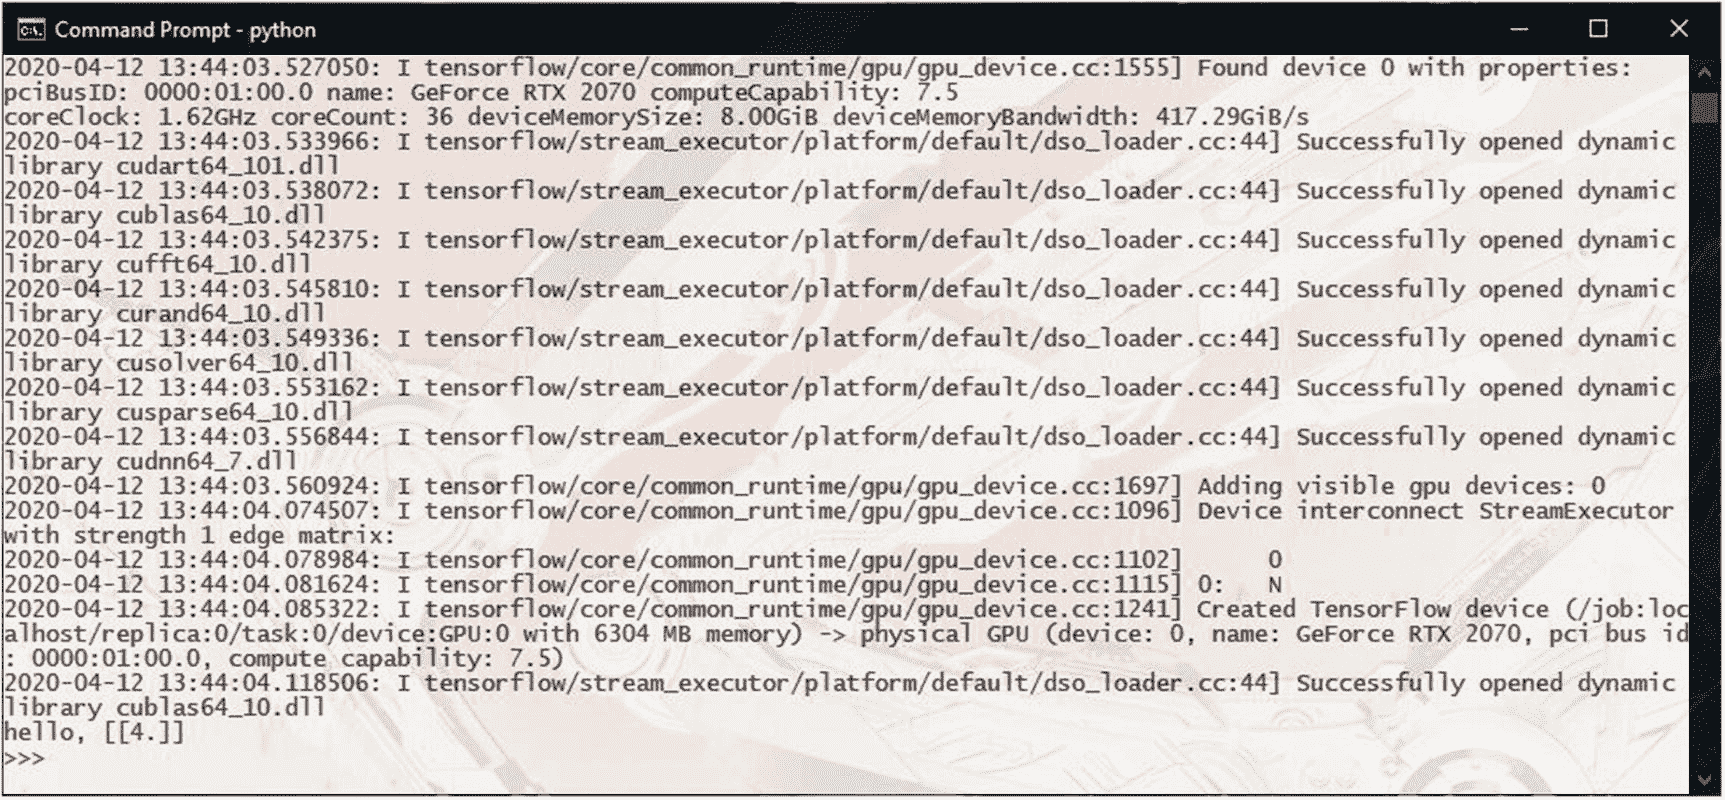 Command Prompt - python
2020-04-12 13:44:03.527050: I tensorflow/core/common_runtime/gpu/gpu_device.cc:1555] Found device 0 with properties:
pciBusID: 0000:01:00.0 name: GeForce RTX 2070 computeCapability: 7.5
coreClock: 1.62GHz coreCount: 36 deviceMemorySize: 8.00GiB deviceMemoryBandwidth: 417.29GiB/s
2020-04-12 13:44:03.533966: I tensorflow/stream_executor/platform/default/dso_loader.cc:44] Successfully opened dynamic
library cudart64_101.dll
2020-04-12 13:44:03.538072: I tensorflow/stream_executor/platform/default/dso_loader.cc:44] Successfully opened dynamic
library cublas64_10.dll
2020-04-12 13:44:03.542375: I tensorflow/stream_executor/platform/default/dso_loader.cc:44] Successfully opened dynamic
library cufft64_10.dll
2020-04-12 13:44:03.545810: I tensorflow/stream_executor/platform/default/dso_loader.cc:44] Successfully opened dynamic
library curand64_10.dll
2020-04-12 13:44:03.549336: I tensorflow/stream_executor/platform/default/dso_loader.cc:44] Successfully opened dynamic
library cusolver64_10.dll
2020-04-12 13:44:03.553162: I tensorflow/stream_executor/platform/default/dso_loader.cc:44] Successfully opened dynamic
library cusparse64_10.dll
2020-04-12 13:44:03.556844: I tensorflow/stream_executor/platform/default/dso_loader.cc:44] Successfully opened dynamic
library cudnn64_7.dll
2020-04-12 13:44:03.560924: I tensorflow/core/common_runtime/gpu/gpu_device.cc:1697] Adding visible gpu devices: 0
2020-04-12 13:44:04.074507: I tensorflow/core/common_runtime/gpu/gpu_device.cc:1096] Device interconnect StreamExecutor
with strength 1 edge matrix:
2020-04-12 13:44:04.078984: I tensorflow/core/common_runtime/gpu/gpu_device.cc:1102]      0
2020-04-12 13:44:04.081624: I tensorflow/core/common_runtime/gpu/gpu_device.cc:1115] 0:   N
2020-04-12 13:44:04.085322: I tensorflow/core/common_runtime/gpu/gpu_device.cc:1241] Created TensorFlow device (/job:loc
alhost/replica:0/task:0/device:GPU:0 with 6304 MB memory) -> physical GPU (device: 0, name: GeForce RTX 2070, pci bus id
: 0000:01:00.0, compute capability: 7.5)
2020-04-12 13:44:04.118506: I tensorflow/stream_executor/platform/default/dso_loader.cc:44] Successfully opened dynamic
library cublas64_10.dll
hello, [[4.]]
>>>